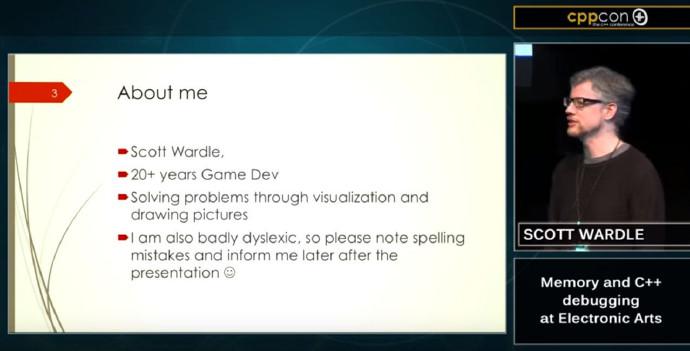 cppcon
the c++ conference
3
About me
Scott Wardle,
20+ years Game Dev
Solving problems through visualization and
drawing pictures
I am also badly dyslexic, so please note spelling
mistakes and inform me later after the
presentation ☺
SCOTT WARDLE
Memory and C++
debugging
at Electronic Arts